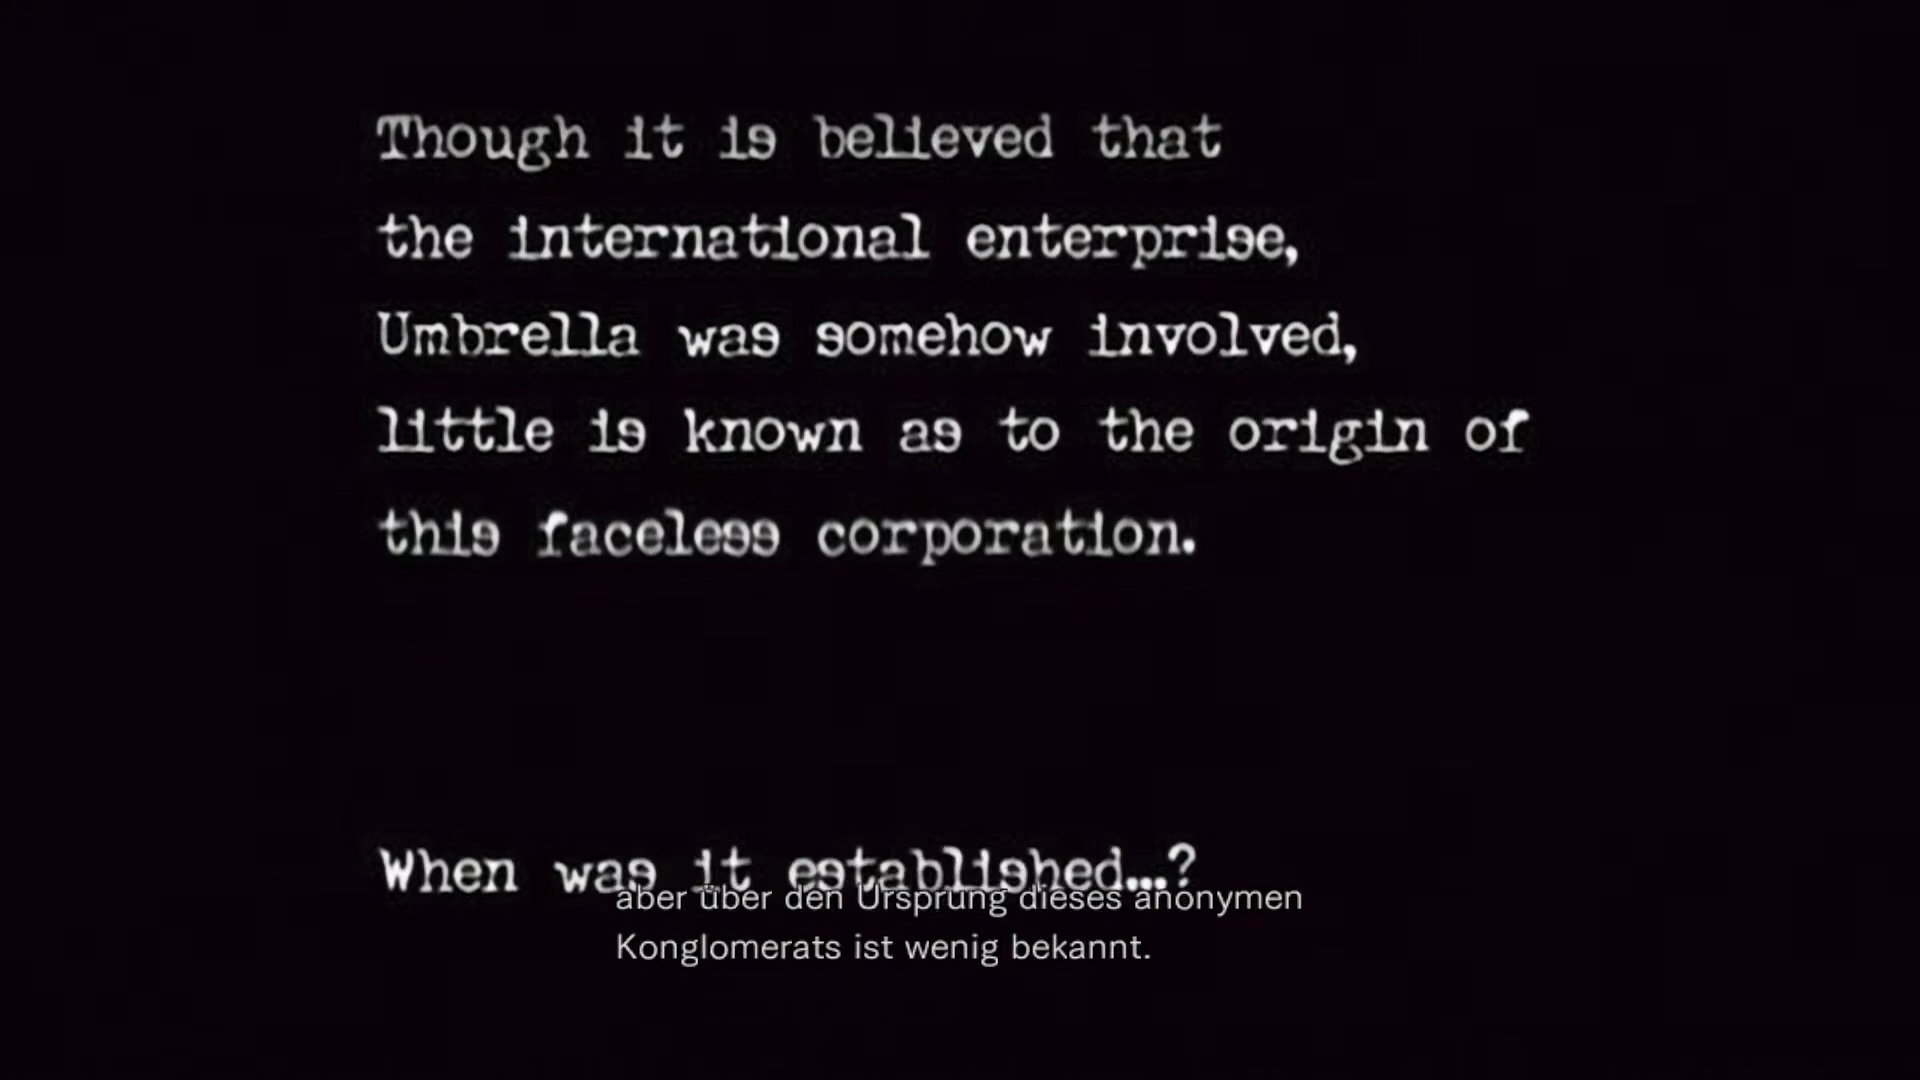 Though it is believed that
the international enterprise,
Umbrella was somehow involved,
little is known as to the origin of
this faceless corporation.
When was it established...?
aber über den Ursprung dieses anonymen
Konglomerats ist wenig bekannt.